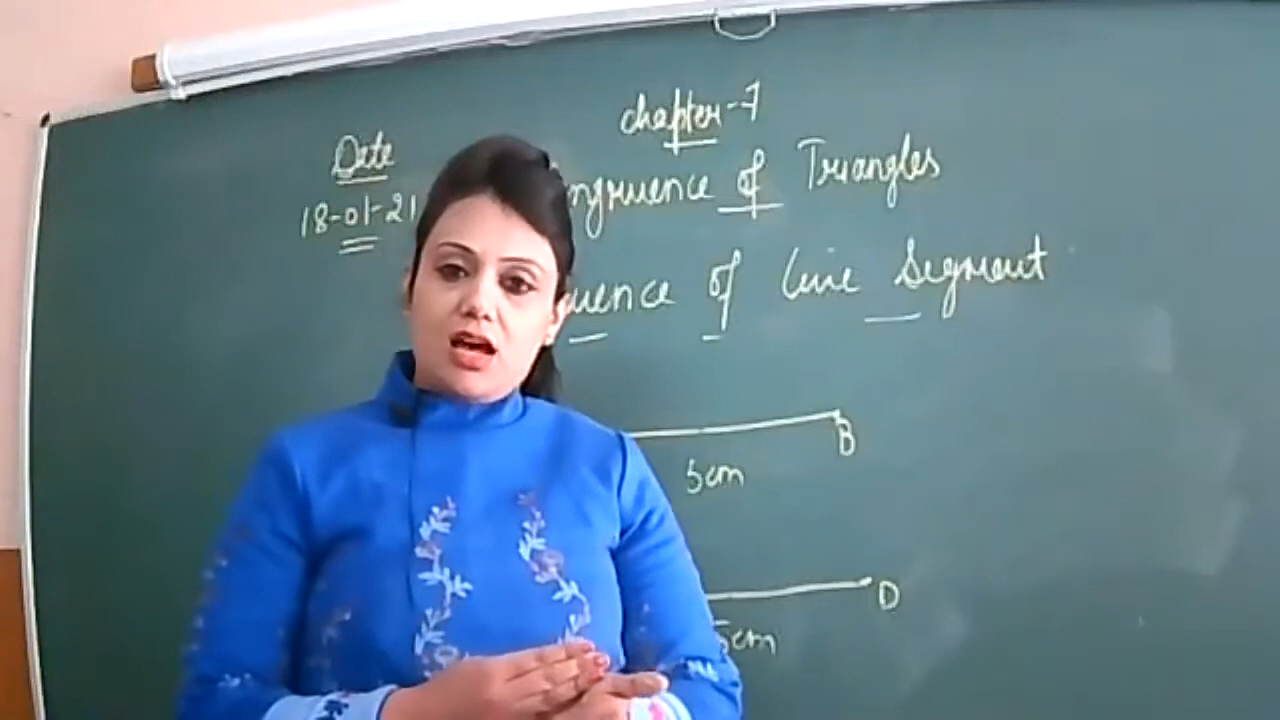 chapter-7
Date
ngruence of Triangles
18-01-21
uence of line Segment
B
5cm
D
5cm